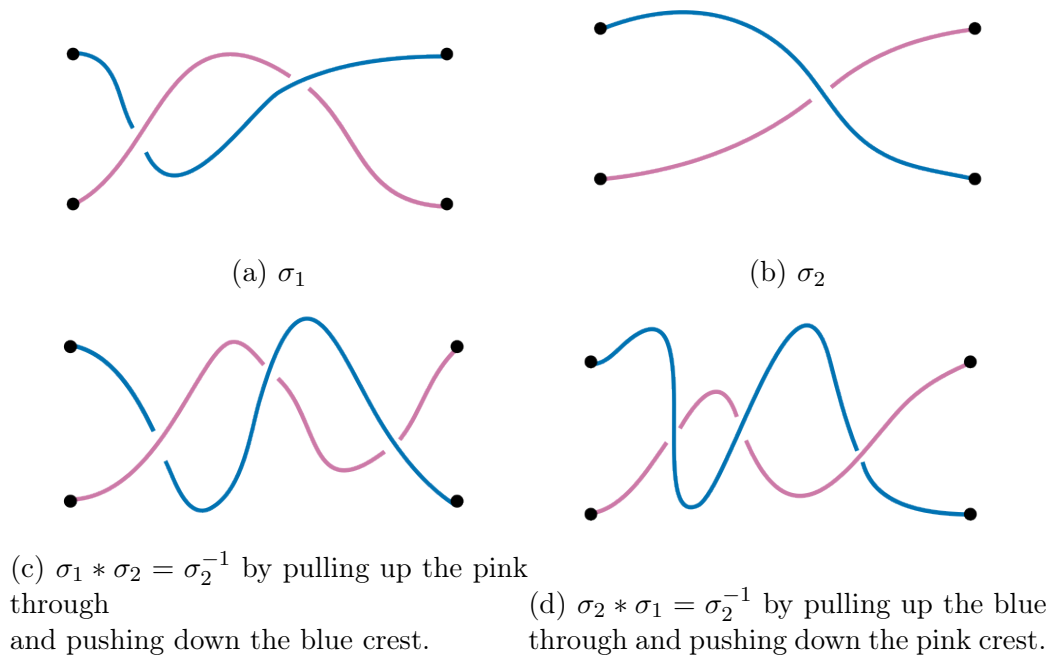 (a) σ₁
(b) σ₂
(c) σ₁ ∗ σ₂ = σ₂⁻¹ by pulling up the pink
through
and pushing down the blue crest.
(d) σ₂ ∗ σ₁ = σ₂⁻¹ by pulling up the blue
through and pushing down the pink crest.